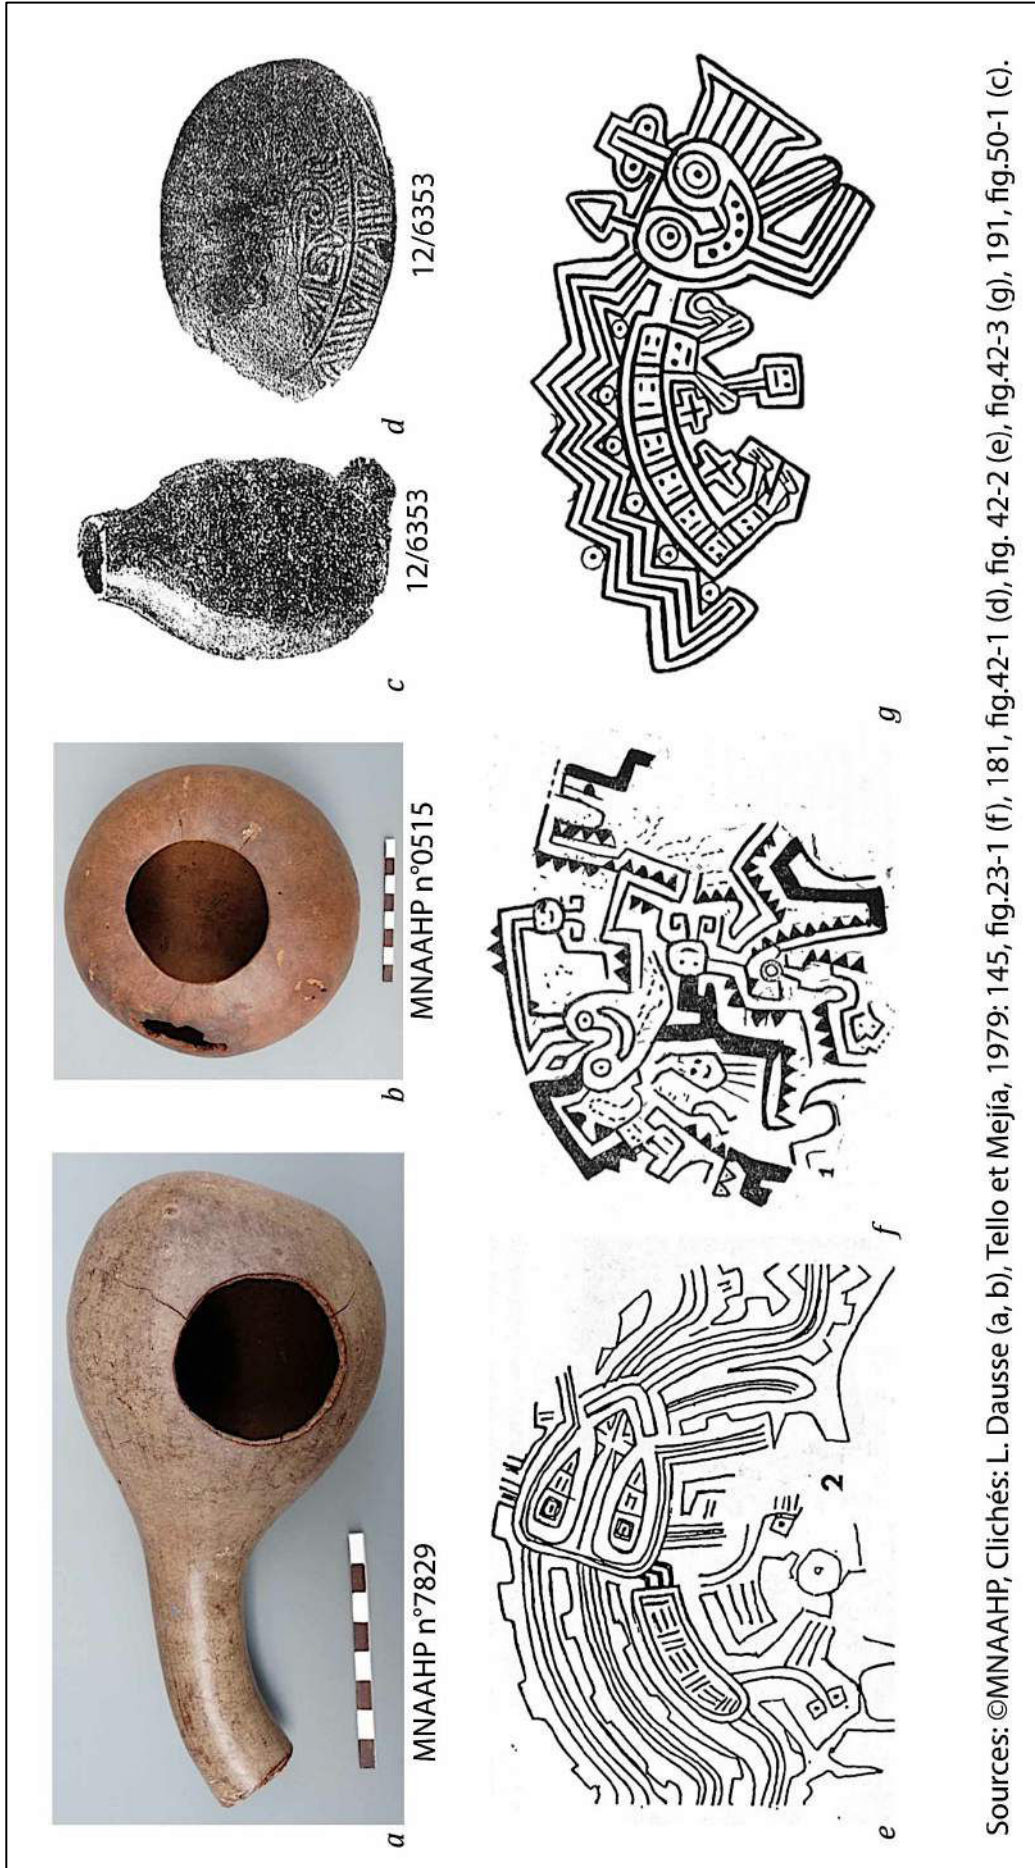 a
MNAAHP n°7829
b
MNAAHP n°0515
c
12/6353
d
12/6353
e
2
f
1
g
Sources: ©MNAAHP, Clichés: L. Dausse (a, b), Tello et Mejía, 1979: 145, fig.23-1 (f), 181, fig.42-1 (d), fig. 42-2 (e), fig.42-3 (g), 191, fig.50-1 (c).